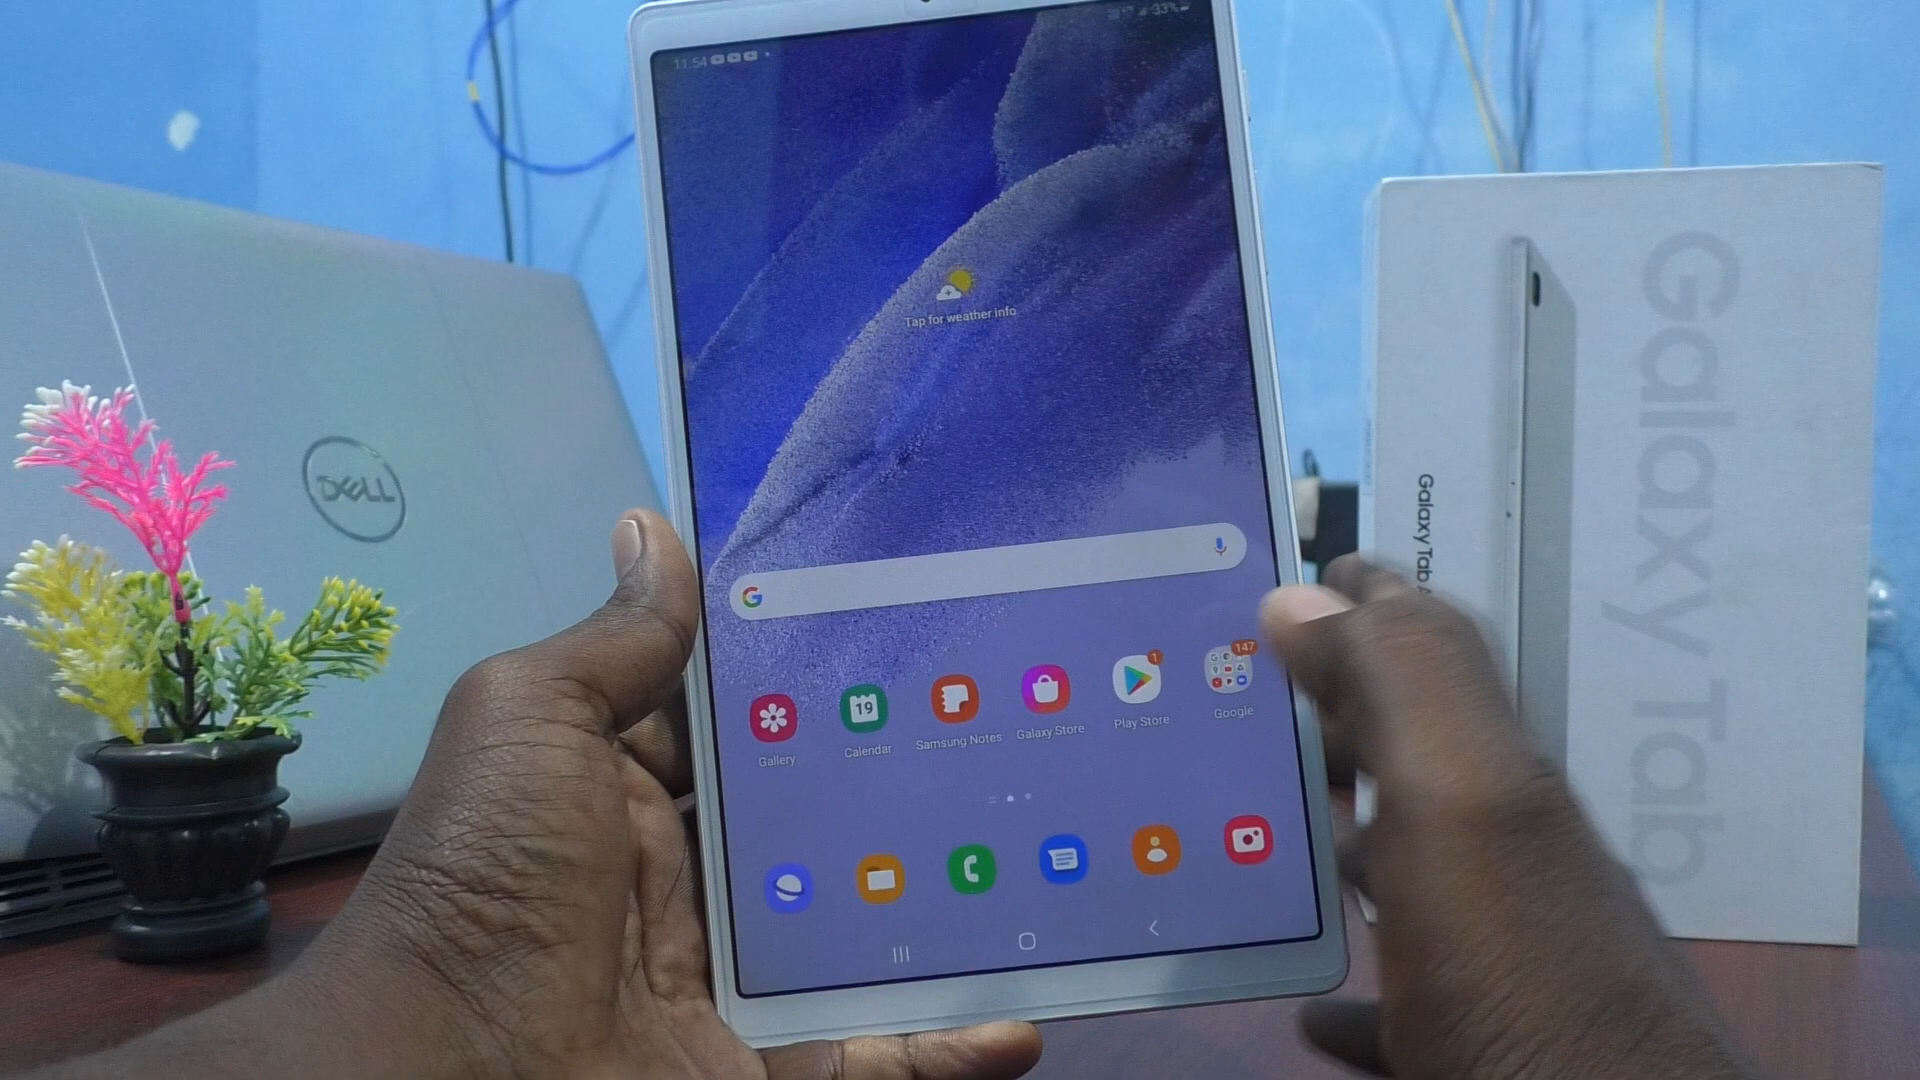 11:54
33%
Tap for weather info
G
19
1
147
Gallery
Calendar
Samsung Notes
Galaxy Store
Play Store
Google
DELL
Galaxy Tab
Galaxy Tab